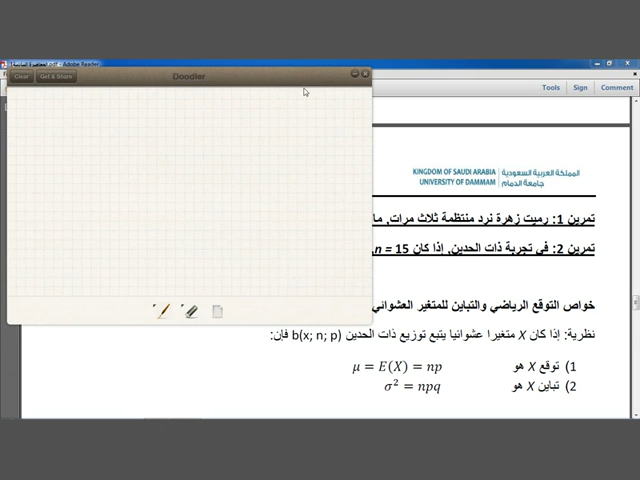 Adobe Reader
Doodler
Clear
Get & Share
Tools
Sign
Comment
KINGDOM OF SAUDI ARABIA
UNIVERSITY OF DAMMAM
المملكة العربية السعودية
جامعة الدمام
تمرين 1: رميت زهرة نرد منتظمة ثلاث مرات, ما
تمرين 2: في تجربة ذات الحدين, إذا كان n = 15,
خواص التوقع الرياضي والتباين للمتغير العشوائي
نظرية: إذا كان X متغيرا عشوائيا يتبع توزيع ذات الحدين b(x; n; p) فإن:
1) توقع X هو μ = E(X) = np
2) تباين X هو σ² = npq